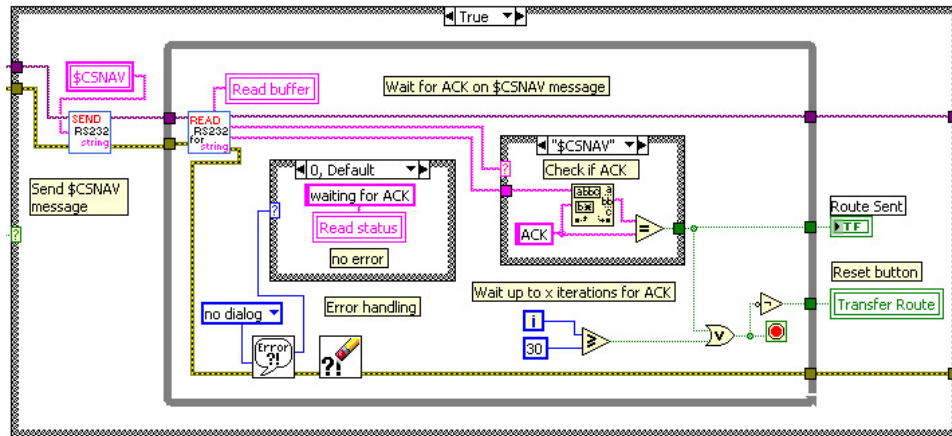 True
$CSNAV
SEND
RS232
string
Send $CSNAV
message
READ
RS232
for
string
Read buffer
Wait for ACK on $CSNAV message
0, Default
waiting for ACK
Read status
no error
"$CSNAV"
Check if ACK
ACK
=
Route Sent
TF
Reset button
Transfer Route
Wait up to x iterations for ACK
i
30
≥
V
Error handling
no dialog
Error
?!
?!